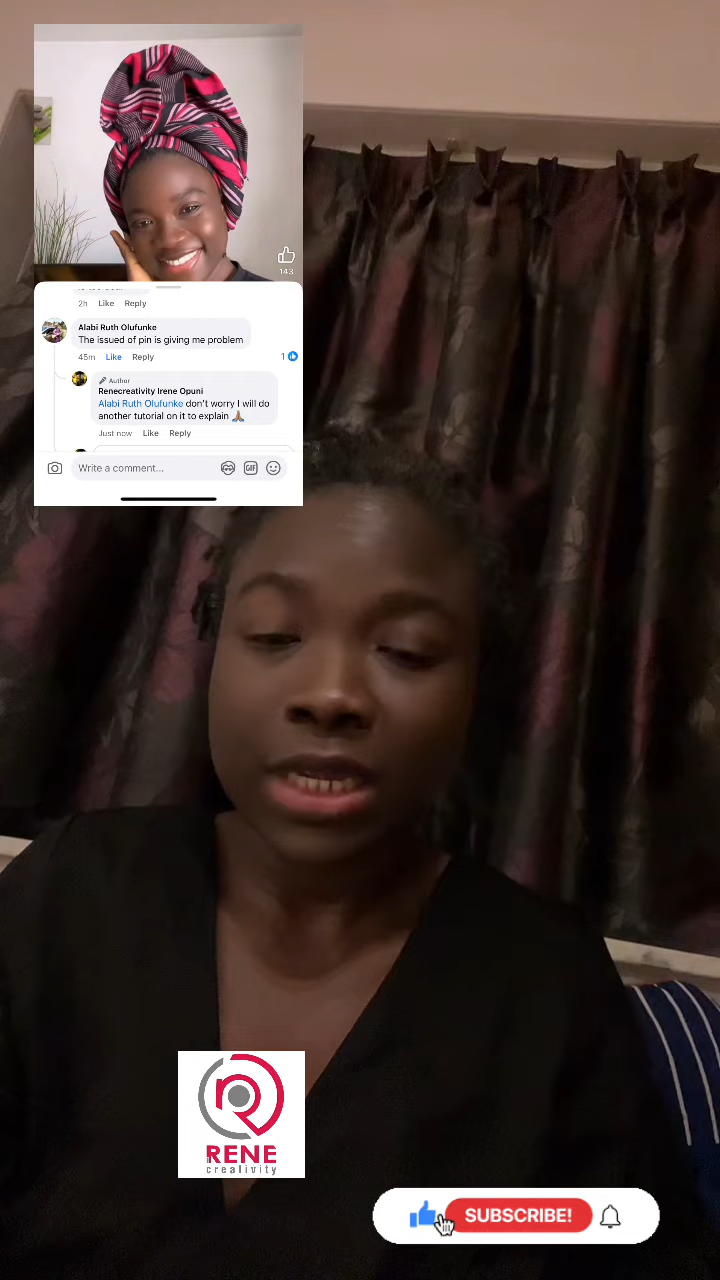 143
2h Like Reply
Alabi Ruth Olufunke
The issued of pin is giving me problem
45m Like Reply 1
Author
Renecreativity Irene Opuni
Alabi Ruth Olufunke don't worry I will do
another tutorial on it to explain 🙏🏾
Just now Like Reply
Write a comment...
GIF
RENE
creativity
SUBSCRIBE!